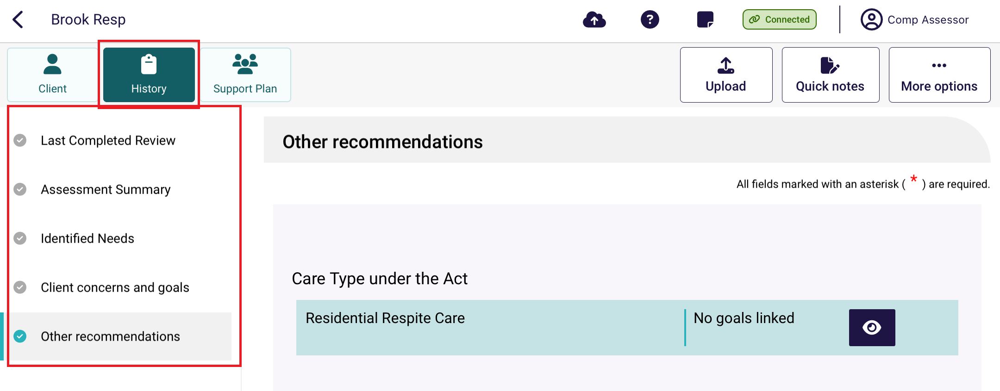 Brook Resp
?
Connected
Comp Assessor
Client
History
Support Plan
Upload
Quick notes
More options
Last Completed Review
Assessment Summary
Identified Needs
Client concerns and goals
Other recommendations
Other recommendations
All fields marked with an asterisk ( * ) are required.
Care Type under the Act
Residential Respite Care
No goals linked